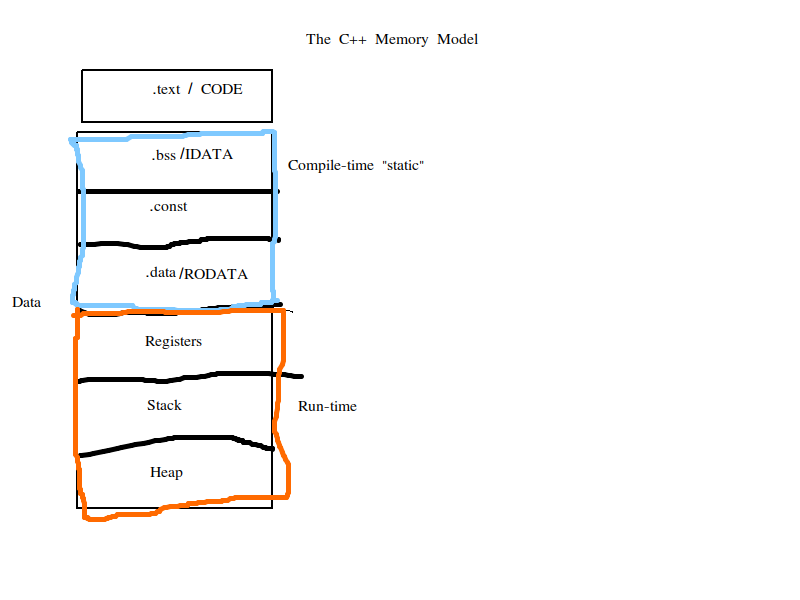 The C++ Memory Model
.text / CODE
.bss /IDATA
Compile-time "static"
.const
.data /RODATA
Data
Registers
Stack
Run-time
Heap